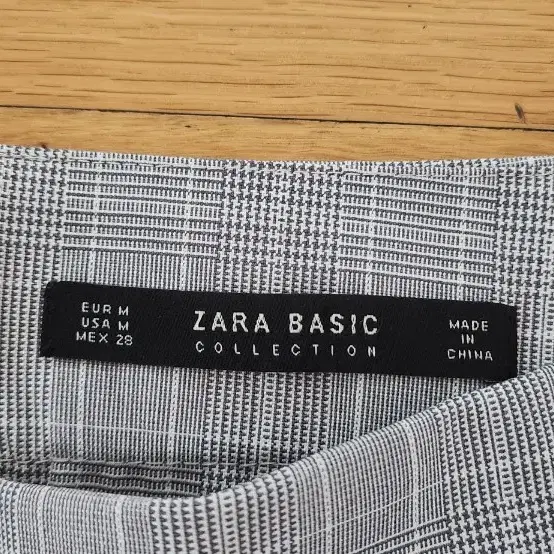 EUR M
USA M
MEX 28
ZARA BASIC
COLLECTION
MADE
IN
CHINA